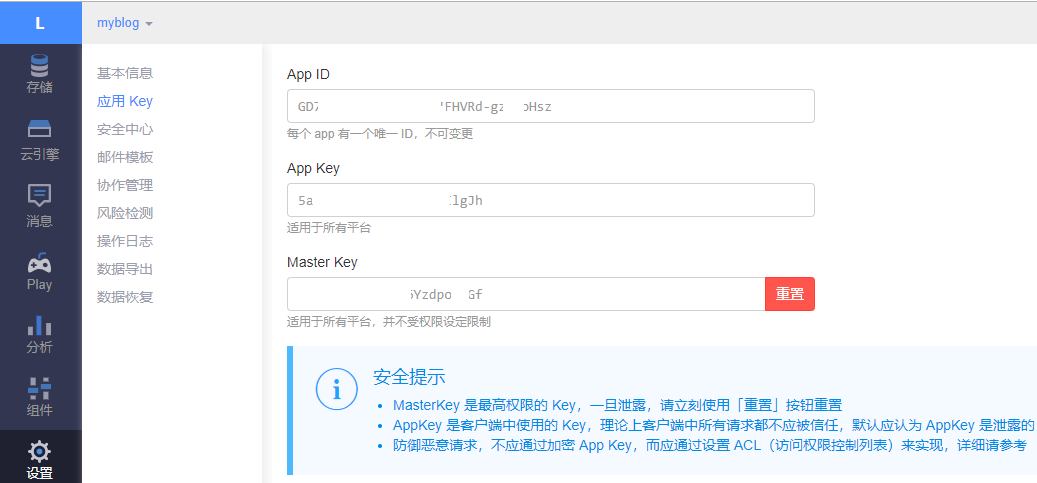 L
myblog
存储
云引擎
消息
Play
分析
组件
设置
基本信息
应用 Key
安全中心
邮件模板
协作管理
风险检测
操作日志
数据导出
数据恢复
App ID
GD7 FHVRd-gz Hsz
每个 app 有一个唯一 ID，不可变更
App Key
5a lgJh
适用于所有平台
Master Key
Yzdpo Gf
重置
适用于所有平台，并不受权限设定限制
安全提示
MasterKey 是最高权限的 Key，一旦泄露，请立刻使用「重置」按钮重置
AppKey 是客户端中使用的 Key，理论上客户端中所有请求都不应被信任，默认应认为 AppKey 是泄露的
防御恶意请求，不应通过加密 App Key，而应通过设置 ACL（访问权限控制列表）来实现，详细请参考